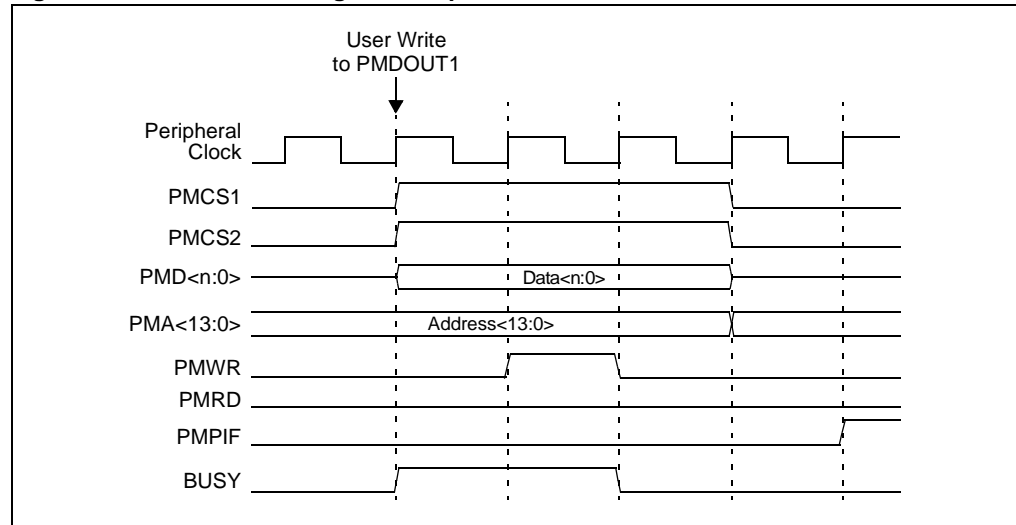 User Write
to PMDOUT1
Peripheral
Clock
PMCS1
PMCS2
PMD<n:0>
Data<n:0>
PMA<13:0>
Address<13:0>
PMWR
PMRD
PMPIF
BUSY